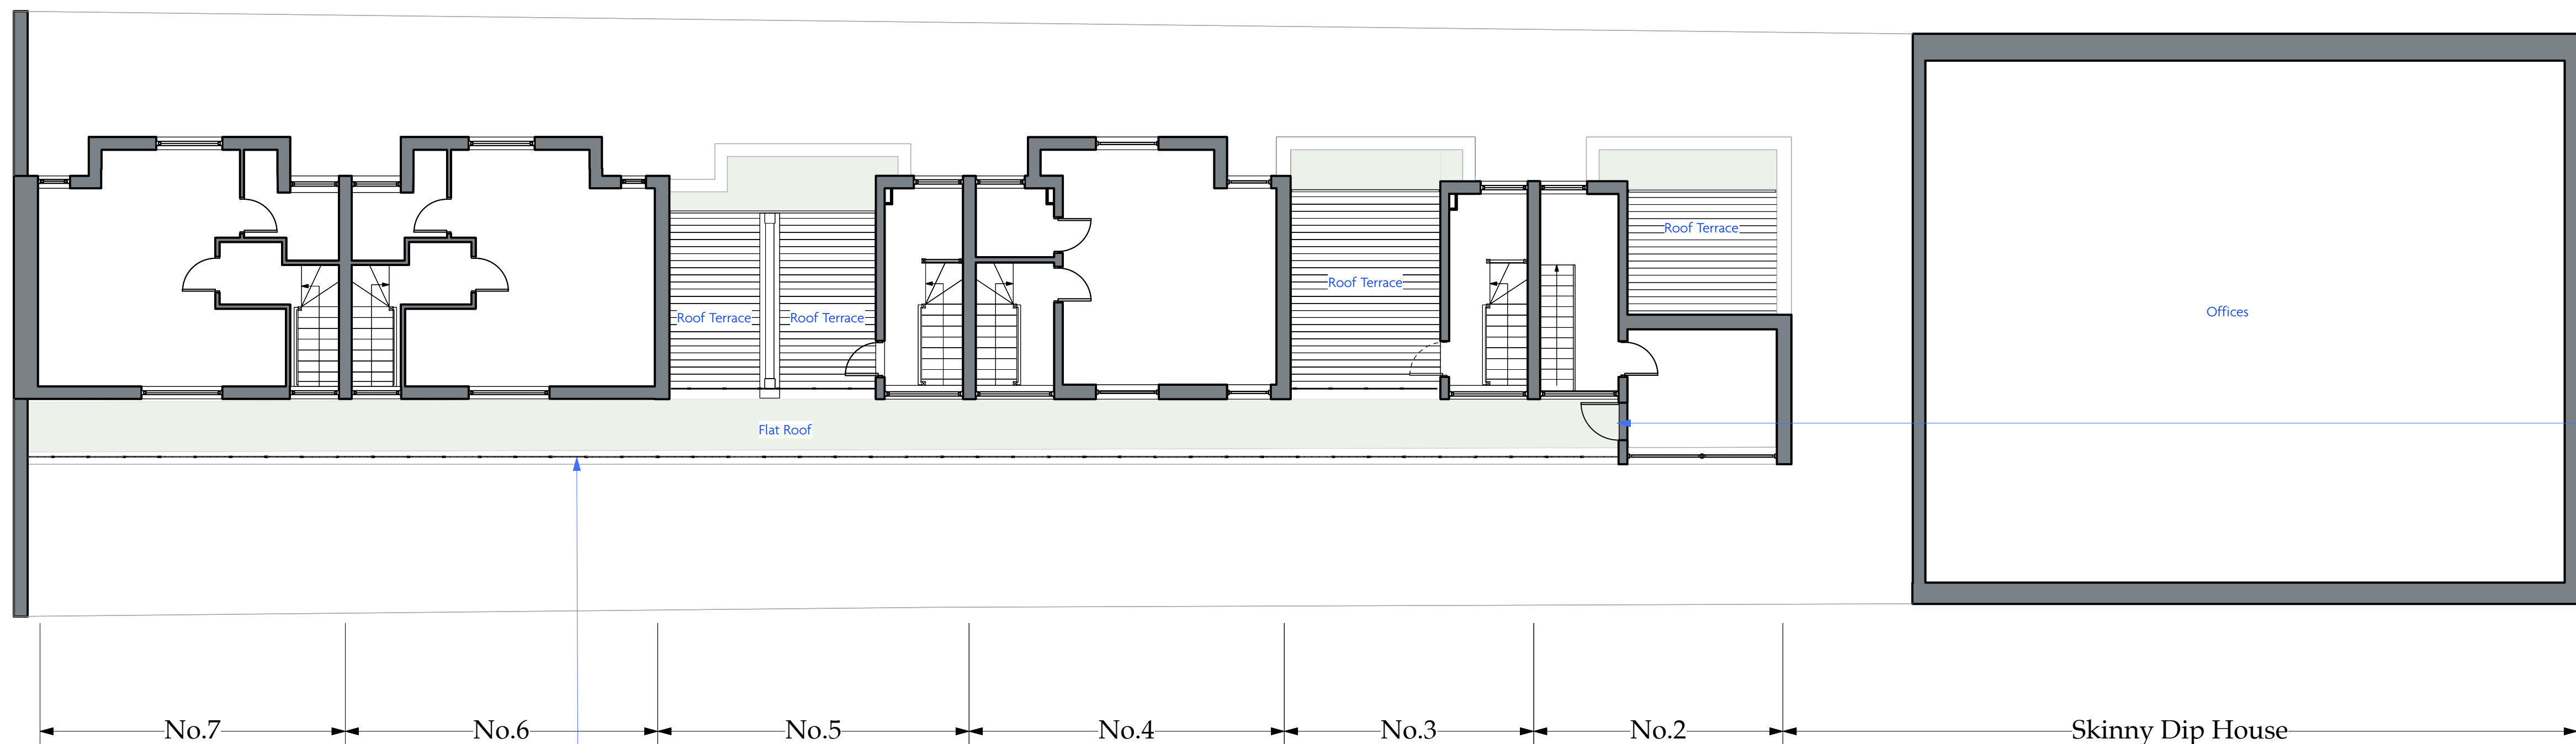 Roof Terrace
Roof Terrace
Offices
Roof Terrace Roof Terrace
Flat Roof
No.7 No.6 No.5 No.4 No.3 No.2 Skinny Dip House